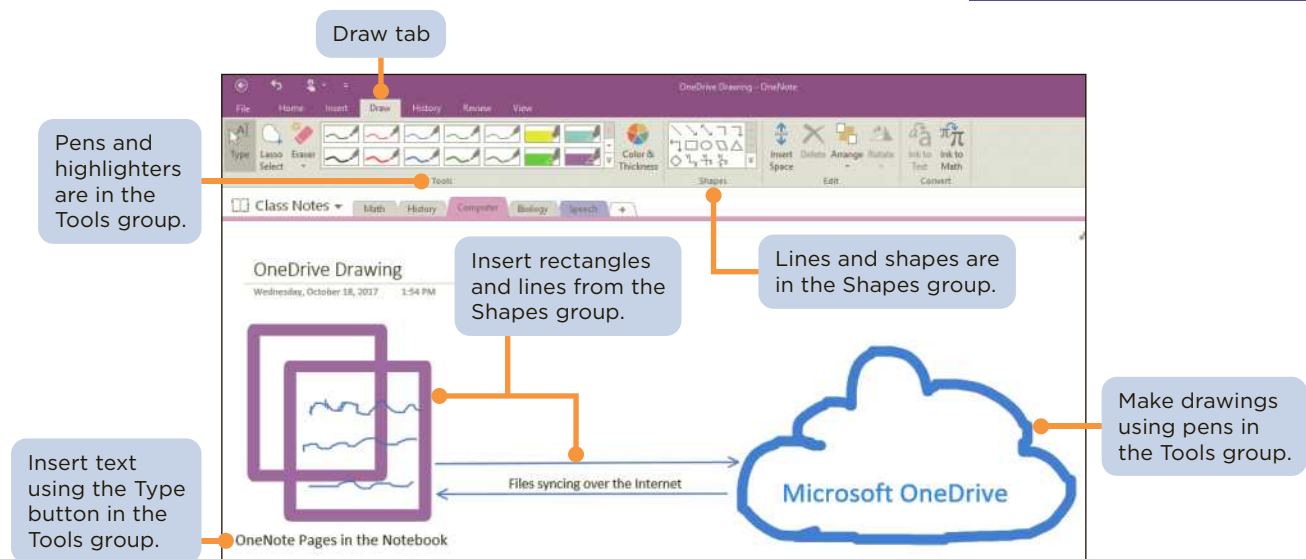 Draw tab
OneDrive Drawing - OneNote
File Home Insert Draw History Review View
Pens and
highlighters
are in the
Tools group.
Type
Lasso
Select
Eraser
Color &
Thickness
Insert
Space
Delete
Arrange
Rotate
Ink to
Text
Ink to
Math
Tools
Shapes
Edit
Convert
Class Notes
Math History Computer Biology Speech +
OneDrive Drawing
Wednesday, October 18, 2017 1:54 PM
Insert rectangles
and lines from the
Shapes group.
Lines and shapes are
in the Shapes group.
Make drawings
using pens in
the Tools group.
Insert text
using the Type
button in the
Tools group.
Files syncing over the Internet
Microsoft OneDrive
OneNote Pages in the Notebook